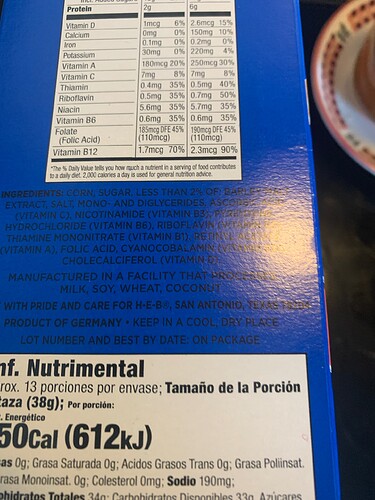 Protein 2g 6g
Vitamin D 1mcg 6% 2.6mcg 15%
Calcium 0mg 0% 150mg 10%
Iron 0.1mg 0% 0.2mg 0%
Potassium 30mg 0% 220mg 4%
Vitamin A 180mcg 20% 250mcg 30%
Vitamin C 7mg 8% 7mg 8%
Thiamin 0.4mg 35% 0.5mg 40%
Riboflavin 0.5mg 35% 0.7mg 50%
Niacin 5.6mg 35% 5.7mg 35%
Vitamin B6 0.6mg 35% 0.6mg 35%
Folate 185mcg DFE 45% 190mcg DFE 45%
(Folic Acid) (110mcg) (110mcg)
Vitamin B12 1.7mcg 70% 2.3mcg 90%
*The % Daily Value tells you how much a nutrient in a serving of food contributes
to a daily diet. 2,000 calories a day is used for general nutrition advice.
INGREDIENTS: CORN, SUGAR, LESS THAN 2% OF: BARLEY
EXTRACT, SALT, MONO- AND DIGLYCERIDES,
(VITAMIN C), NICOTINAMIDE (VITAMIN B3),
HYDROCHLORIDE (VITAMIN B6), RIBOFLAVIN
THIAMINE MONONITRATE (VITAMIN B1),
(VITAMIN A), FOLIC ACID, CYANOCOBALAMIN
CHOLECALCIFEROL (VITAMIN D).
MANUFACTURED IN A FACILITY THAT
MILK, SOY, WHEAT, COCONUT
WITH PRIDE AND CARE FOR H-E-B®, SAN ANTONIO, TEXAS
PRODUCT OF GERMANY • KEEP IN A COOL, DRY PLACE
LOT NUMBER AND BEST BY DATE: ON PACKAGE
nf. Nutrimental
rox. 13 porciones por envase; Tamaño de la Porción
taza (38g); Por porción:
. Energético
50Cal (612kJ)
as 0g; Grasa Saturada 0g; Acidos Grasos Trans 0g; Grasa Poliinsat.
rasa Monoinsat. 0g; Colesterol 0mg; Sodio 190mg;
ohidratos Totales 34g; Carbohidratos Disponibles 33g, Azúcares